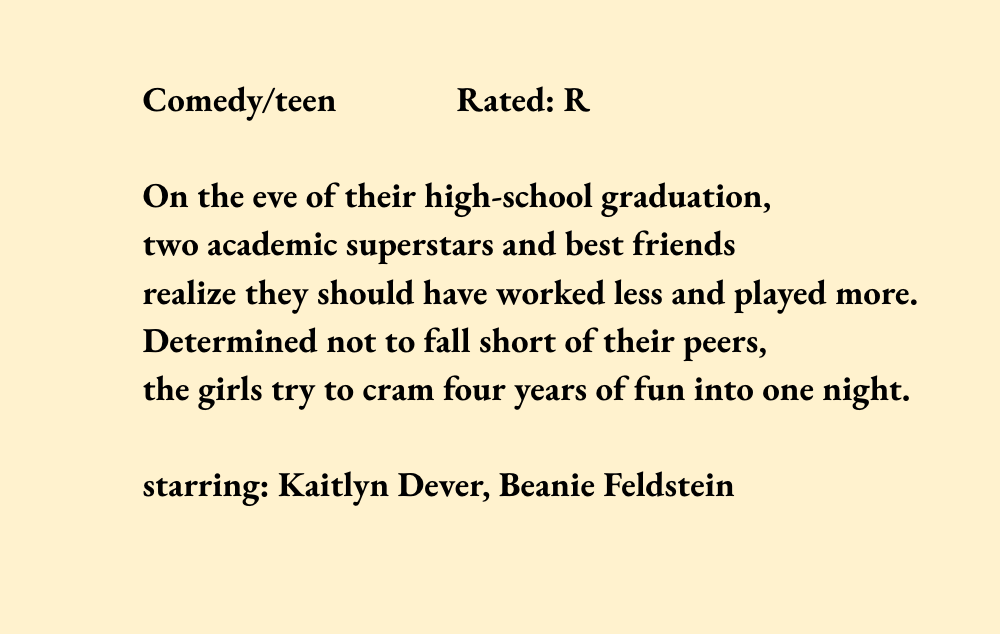 Comedy/teen Rated: R
On the eve of their high-school graduation,
two academic superstars and best friends
realize they should have worked less and played more.
Determined not to fall short of their peers,
the girls try to cram four years of fun into one night.
starring: Kaitlyn Dever, Beanie Feldstein